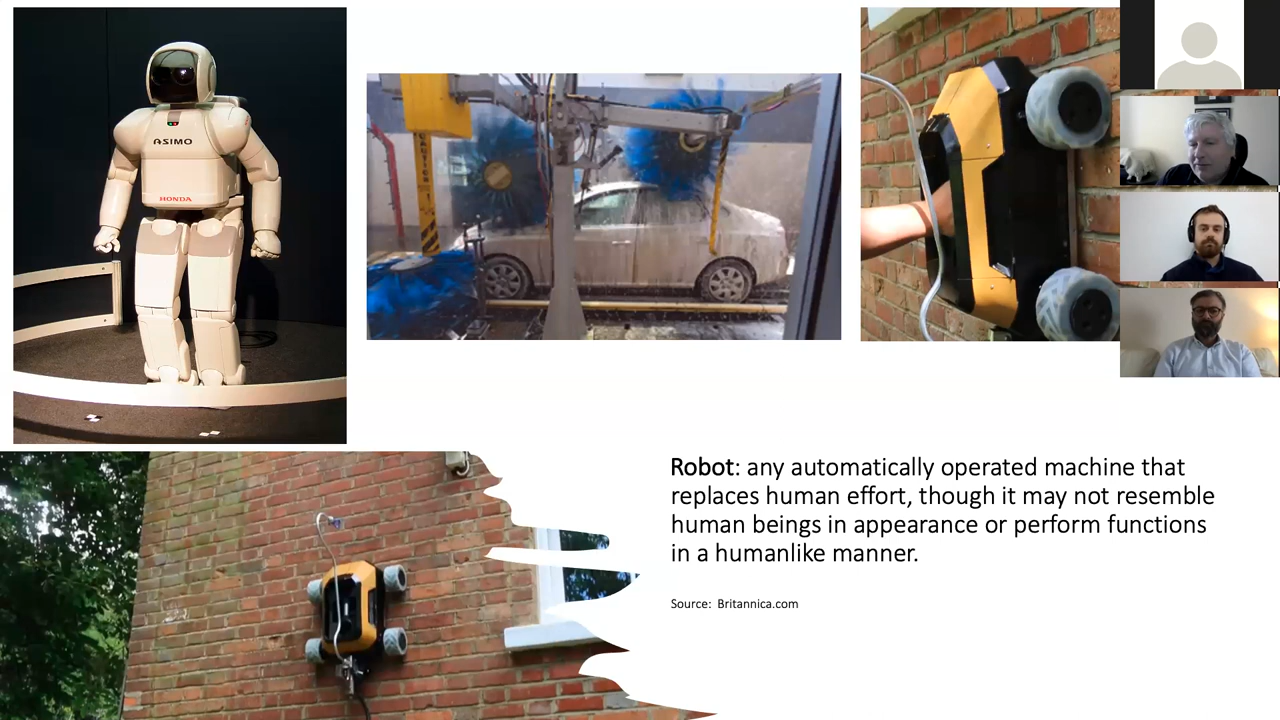 ASIMO
HONDA
CAUTION
Robot: any automatically operated machine that
replaces human effort, though it may not resemble
human beings in appearance or perform functions
in a humanlike manner.
Source: Britannica.com